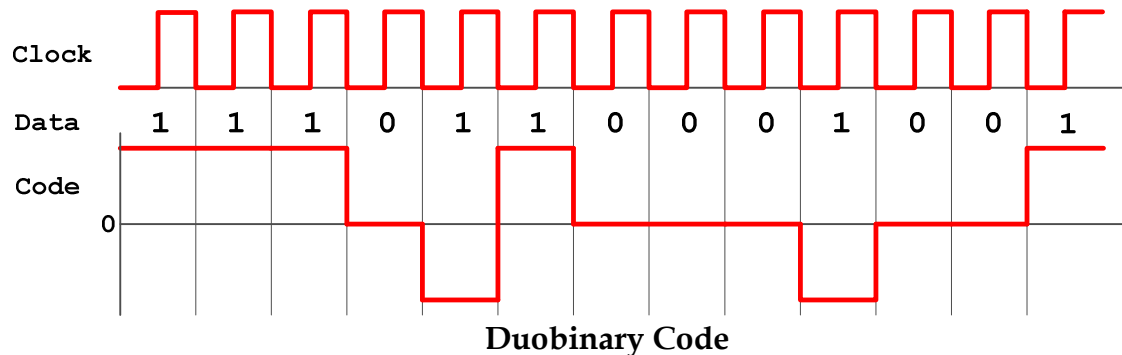 Clock
Data 1 1 1 0 1 1 0 0 0 1 0 0 1
Code
0
Duobinary Code